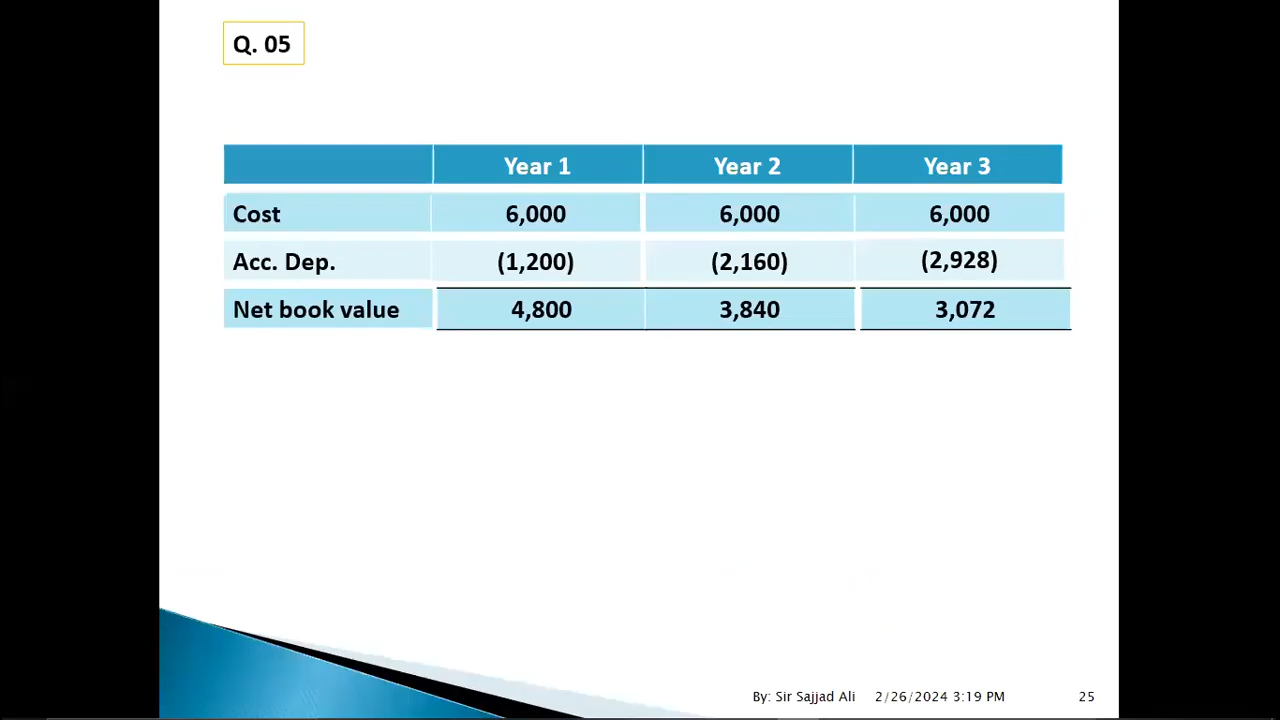 Q. 05
Year 1 Year 2 Year 3
Cost 6,000 6,000 6,000
Acc. Dep. (1,200) (2,160) (2,928)
Net book value 4,800 3,840 3,072
By: Sir Sajjad Ali 2/26/2024 3:19 PM 25